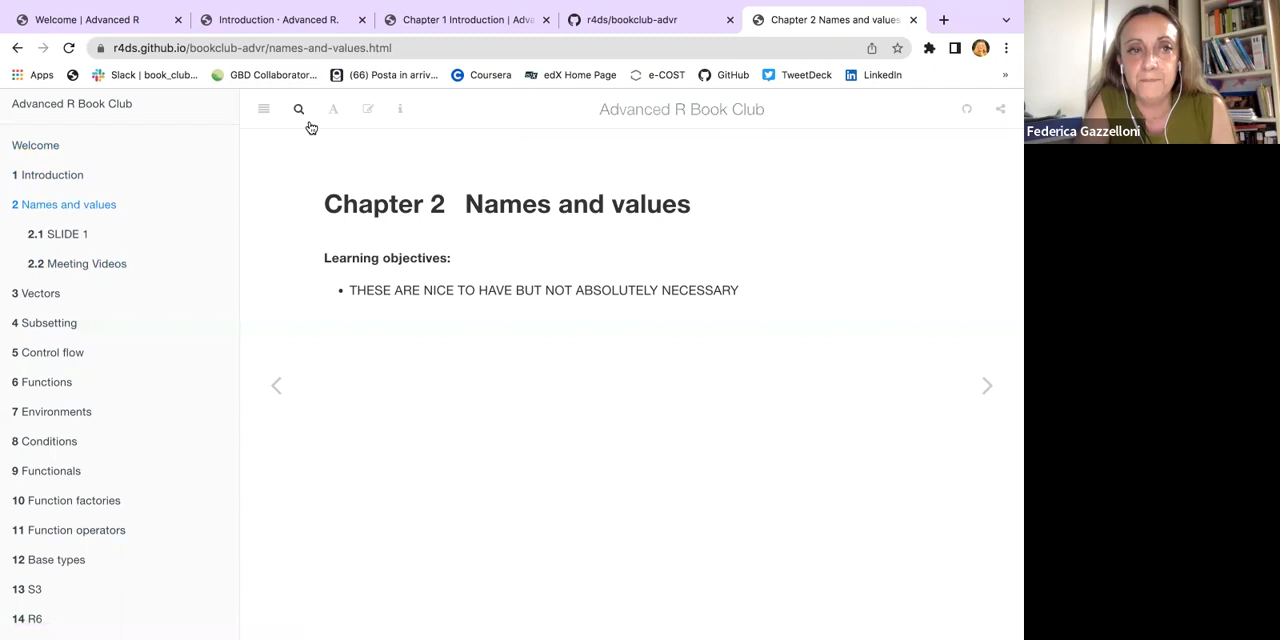 Welcome | Advanced R
Introduction · Advanced R.
Chapter 1 Introduction | Adva
r4ds/bookclub-advr
Chapter 2 Names and values
r4ds.github.io/bookclub-advr/names-and-values.html
Apps
Slack | book_club...
GBD Collaborator...
(66) Posta in arriv...
Coursera
edX Home Page
e-COST
GitHub
TweetDeck
LinkedIn
»
Advanced R Book Club
Welcome
1 Introduction
2 Names and values
2.1 SLIDE 1
2.2 Meeting Videos
3 Vectors
4 Subsetting
5 Control flow
6 Functions
7 Environments
8 Conditions
9 Functionals
10 Function factories
11 Function operators
12 Base types
13 S3
14 R6
Advanced R Book Club
Chapter 2 Names and values
Learning objectives:
• THESE ARE NICE TO HAVE BUT NOT ABSOLUTELY NECESSARY
Federica Gazzelloni